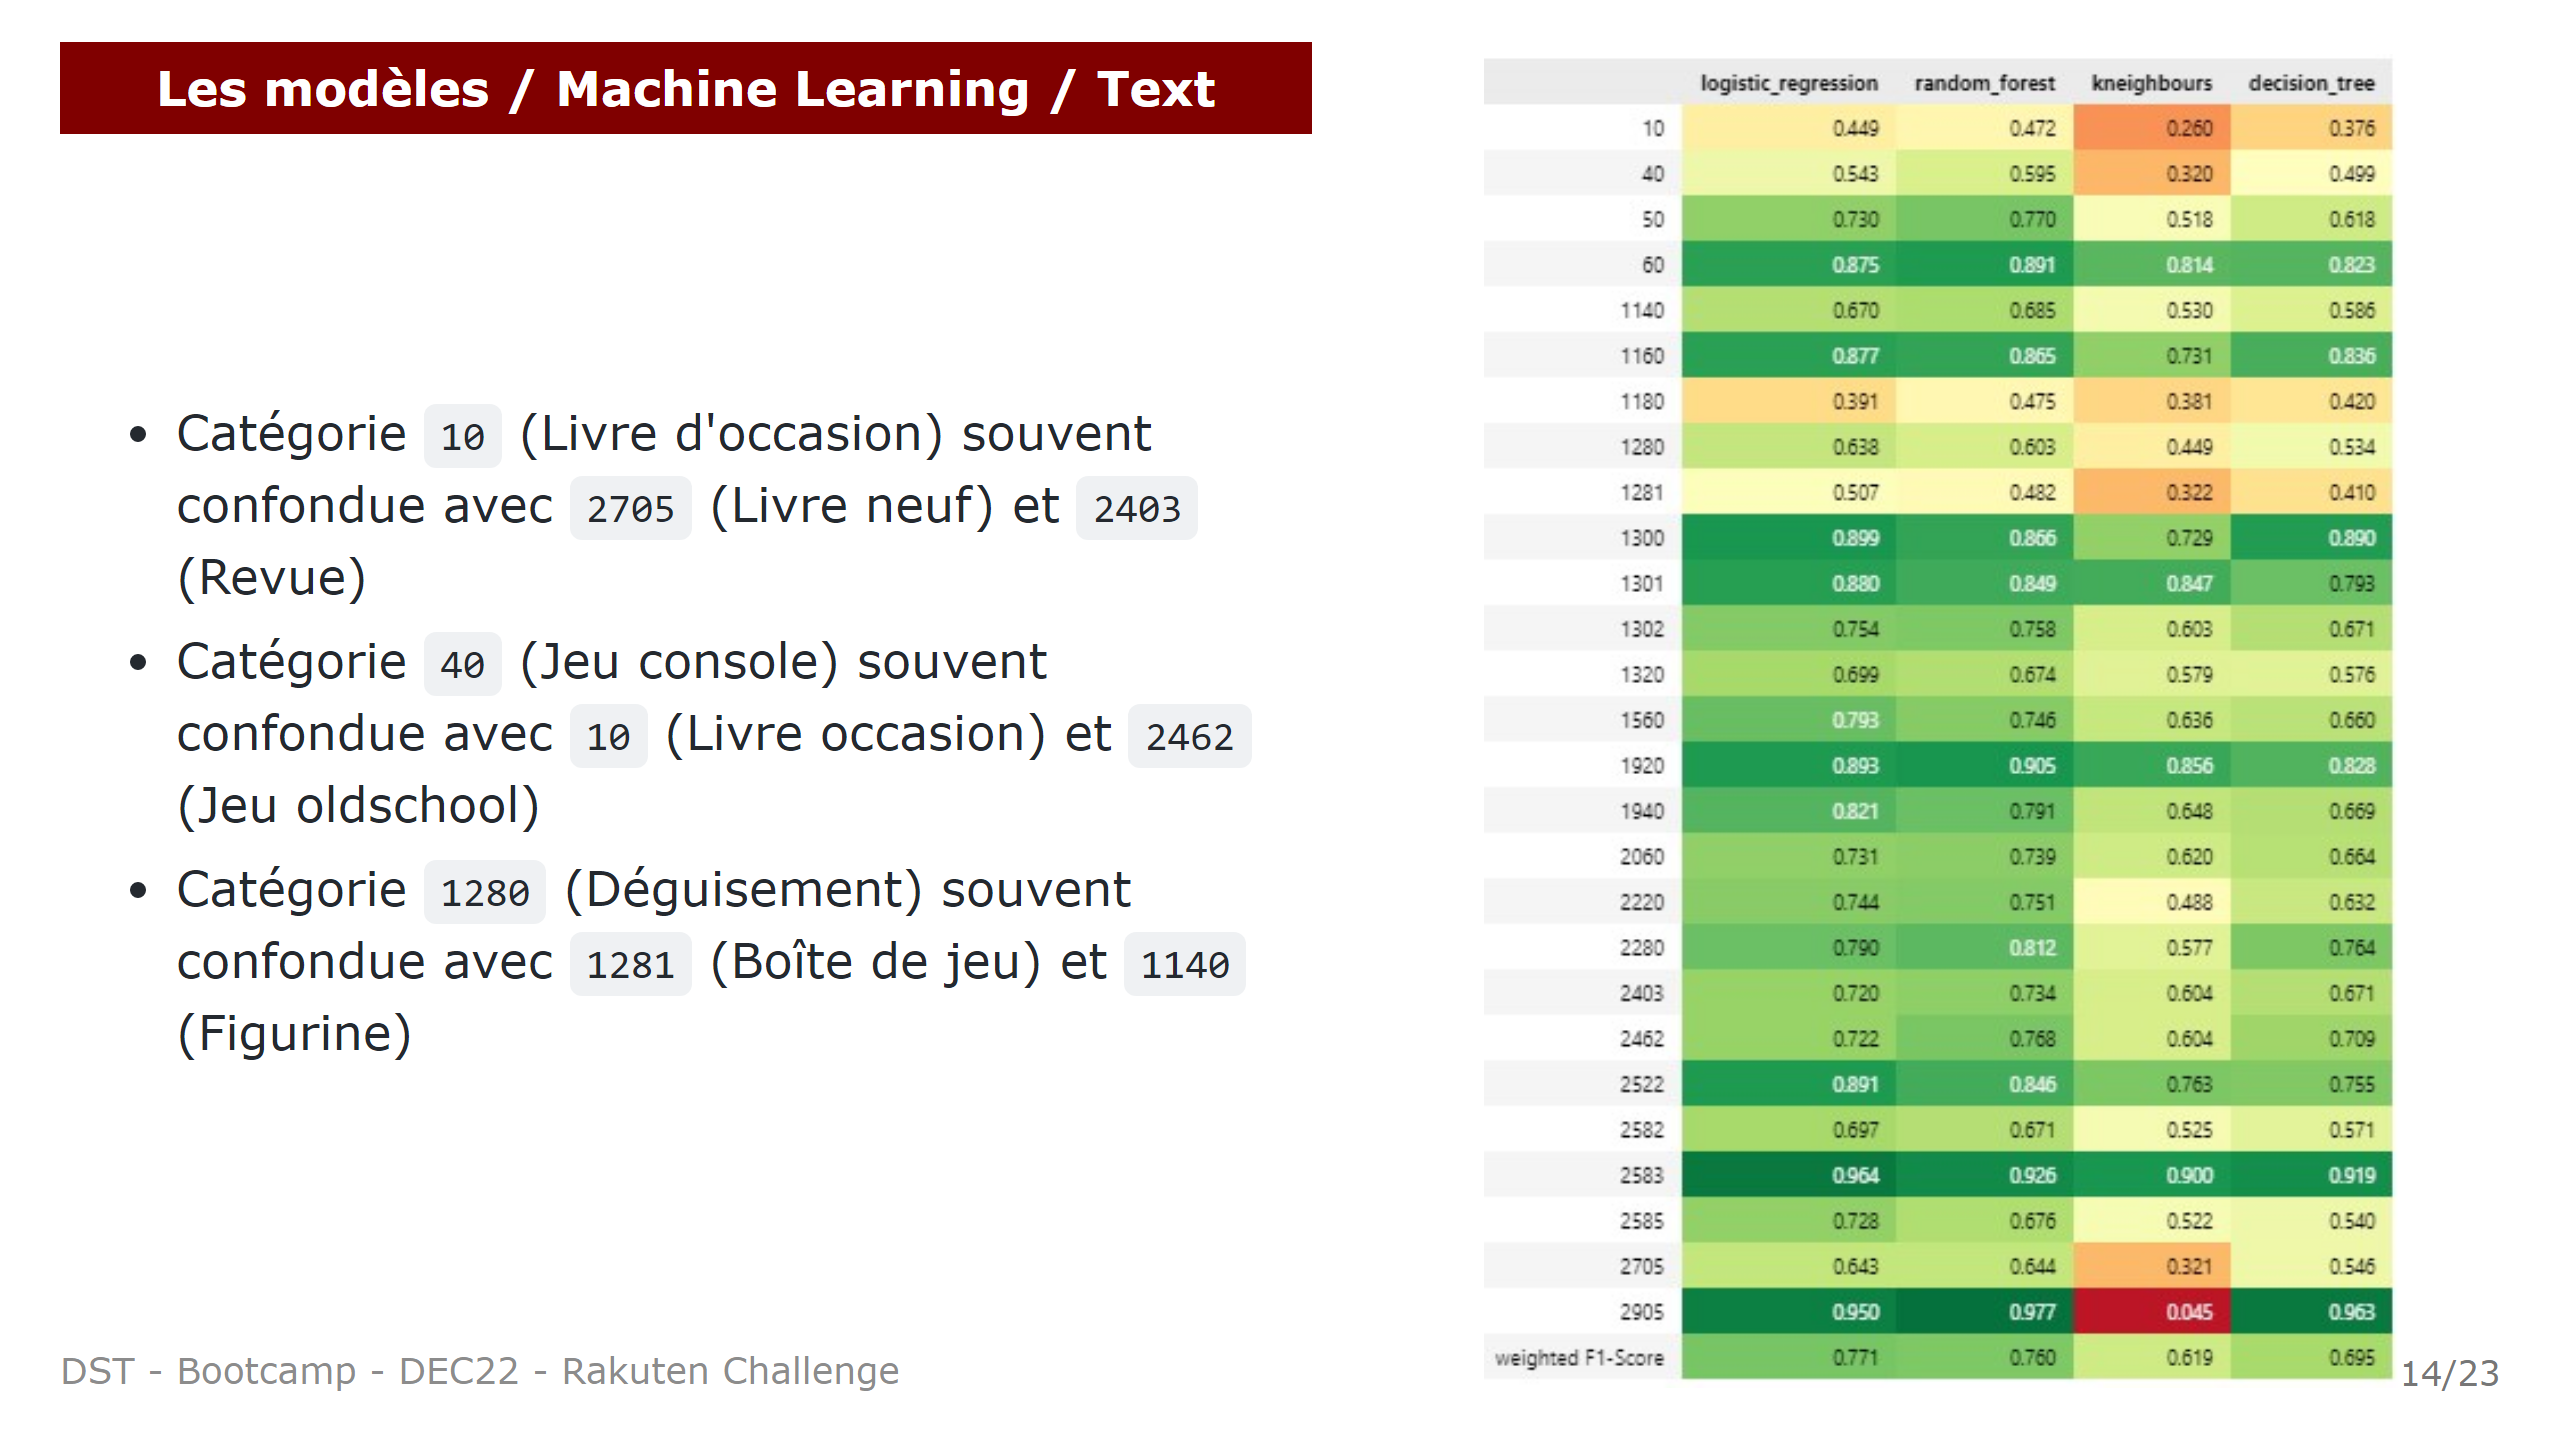 Les modèles / Machine Learning / Text
• Catégorie 10 (Livre d'occasion) souvent
confondue avec 2705 (Livre neuf) et 2403
(Revue)
• Catégorie 40 (Jeu console) souvent
confondue avec 10 (Livre occasion) et 2462
(Jeu oldschool)
• Catégorie 1280 (Déguisement) souvent
confondue avec 1281 (Boîte de jeu) et 1140
(Figurine)
logistic_regression random_forest kneighbours decision_tree
10 0.449 0.472 0.260 0.376
40 0.543 0.595 0.320 0.499
50 0.730 0.770 0.518 0.618
60 0.875 0.891 0.814 0.823
1140 0.670 0.685 0.530 0.586
1160 0.877 0.865 0.731 0.836
1180 0.391 0.475 0.381 0.420
1280 0.638 0.603 0.449 0.534
1281 0.507 0.482 0.322 0.410
1300 0.899 0.866 0.729 0.890
1301 0.880 0.849 0.847 0.793
1302 0.754 0.758 0.603 0.671
1320 0.699 0.674 0.579 0.576
1560 0.793 0.746 0.636 0.660
1920 0.893 0.905 0.856 0.828
1940 0.821 0.791 0.648 0.669
2060 0.731 0.739 0.620 0.664
2220 0.744 0.751 0.488 0.632
2280 0.790 0.812 0.577 0.764
2403 0.720 0.734 0.604 0.671
2462 0.722 0.768 0.604 0.709
2522 0.891 0.846 0.763 0.755
2582 0.697 0.671 0.525 0.571
2583 0.964 0.926 0.900 0.919
2585 0.728 0.676 0.522 0.540
2705 0.643 0.644 0.321 0.546
2905 0.950 0.977 0.045 0.963
weighted F1-Score 0.771 0.760 0.619 0.695
DST - Bootcamp - DEC22 - Rakuten Challenge
14/23